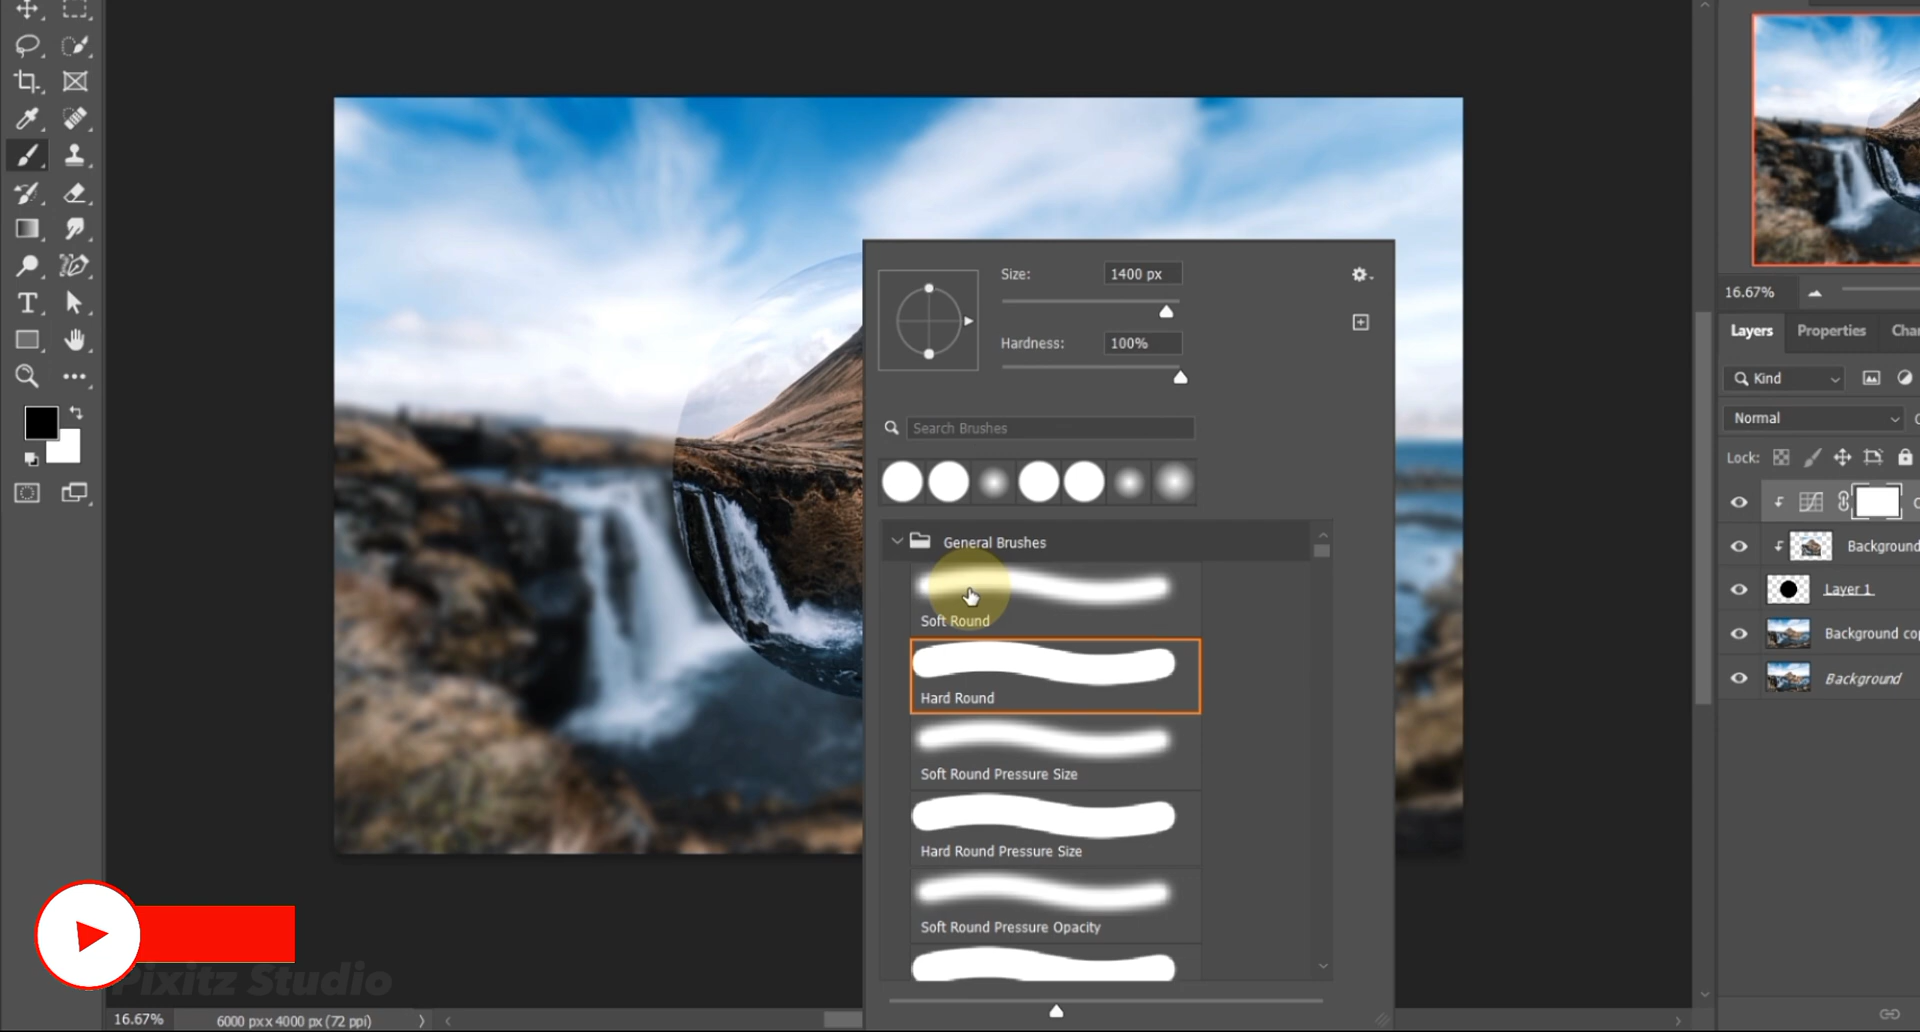 Size:
1400 px
Hardness:
100%
Search Brushes
General Brushes
Soft Round
Hard Round
Soft Round Pressure Size
Hard Round Pressure Size
Soft Round Pressure Opacity
16.67%
Layers
Properties
Kind
Normal
Lock:
Background
Layer 1
Background
Background
Pixitz Studio
16.67%
6000 px x 4000 px (72 ppi)